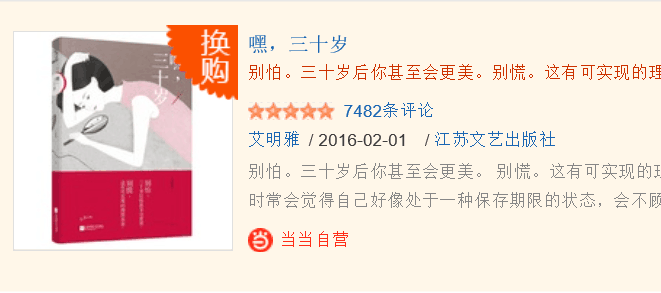 换购
嘿，三十岁
嘿，
三十岁
别怕。三十岁后你甚至会更美。别慌。这有可实现的理
7482条评论
艾明雅 / 2016-02-01 / 江苏文艺出版社
别怕。三十岁后你甚至会更美。 别慌。这有可实现的理
时常会觉得自己好像处于一种保存期限的状态，会不顾
当当自营